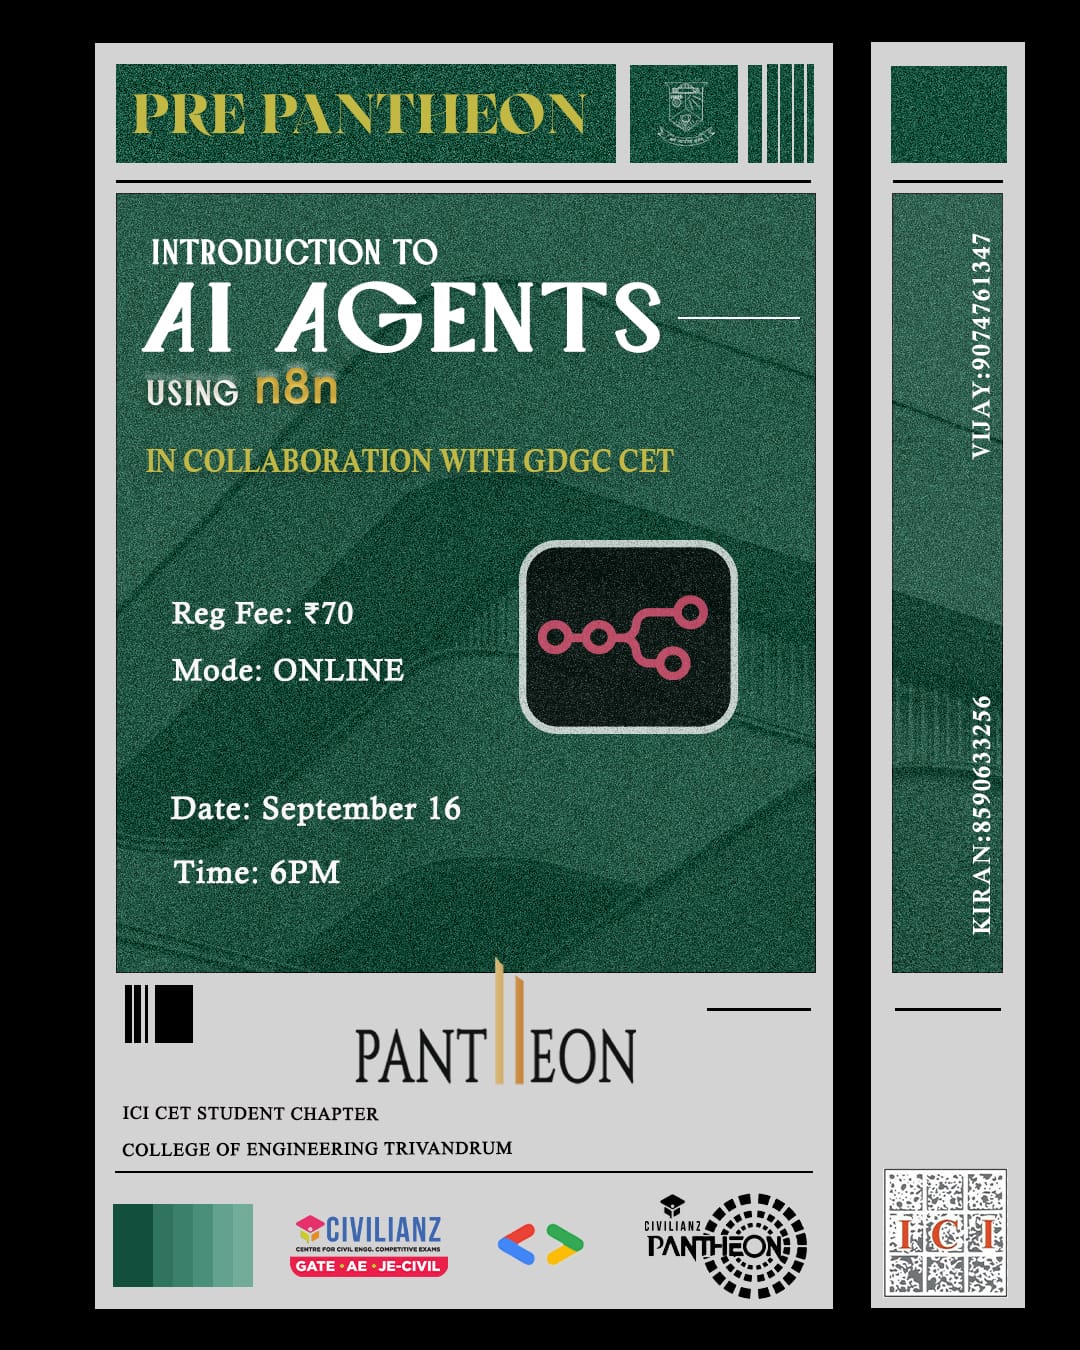 PRE PANTHEON
INTRODUCTION TO
AI AGENTS
USING n8n
IN COLLABORATION WITH GDGC CET
Reg Fee: ₹70
Mode: ONLINE
Date: September 16
Time: 6PM
PANTHEON
ICI CET STUDENT CHAPTER
COLLEGE OF ENGINEERING TRIVANDRUM
CIVILIANZ
CENTRE FOR CIVIL ENGG. COMPETITIVE EXAMS
GATE • AE • JE-CIVIL
CIVILIANZ
PANTHEON
VIJAY:9074761347
KIRAN:8590633256
ICI